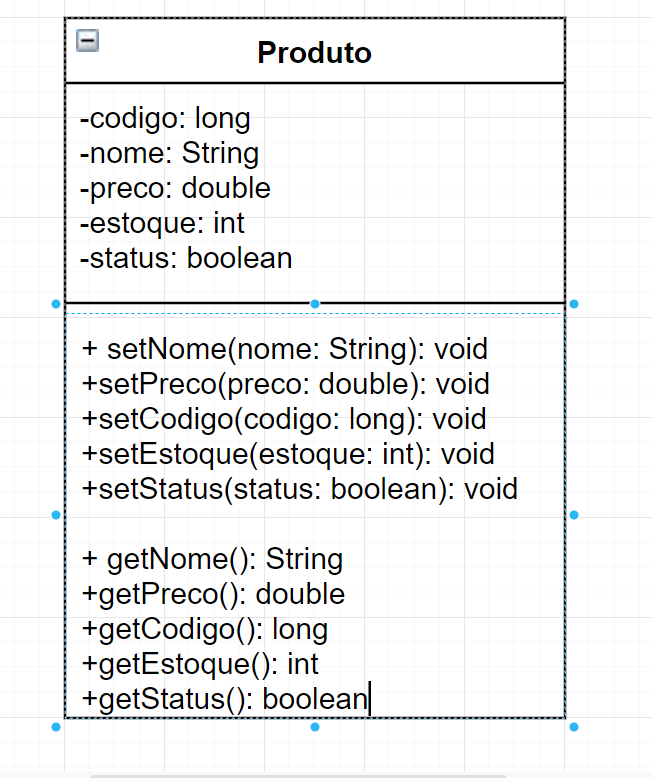 Produto
-codigo: long
-nome: String
-preco: double
-estoque: int
-status: boolean
+ setNome(nome: String): void
+setPreco(preco: double): void
+setCodigo(codigo: long): void
+setEstoque(estoque: int): void
+setStatus(status: boolean): void
+ getNome(): String
+getPreco(): double
+getCodigo(): long
+getEstoque(): int
+getStatus(): boolean